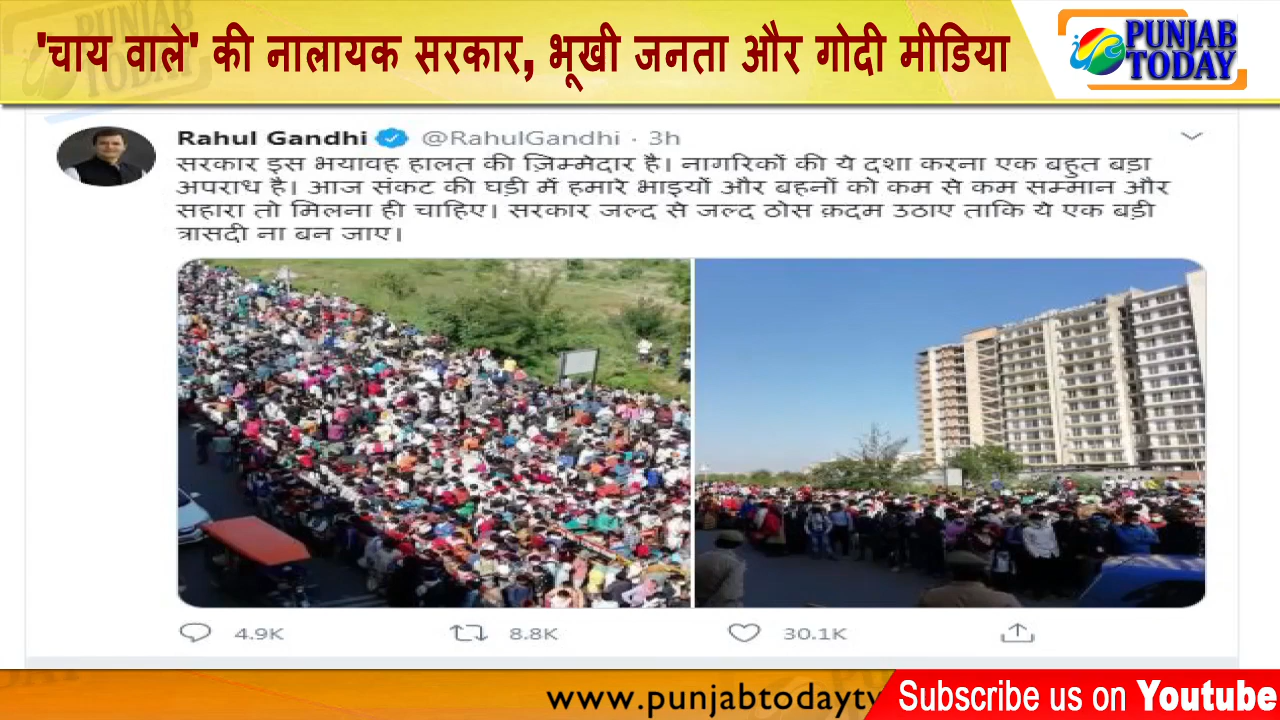 'चाय वाले' की नालायक सरकार, भूखी जनता और गोदी मीडिया
PUNJAB
TODAY
Rahul Gandhi @RahulGandhi · 3h
सरकार इस भयावह हालत की ज़िम्मेदार है। नागरिकों की ये दशा करना एक बहुत बड़ा
अपराध है। आज संकट की घड़ी में हमारे भाइयों और बहनों को कम से कम सम्मान और
सहारा तो मिलना ही चाहिए। सरकार जल्द से जल्द ठोस क़दम उठाए ताकि ये एक बड़ी
त्रासदी ना बन जाए।
4.9K 8.8K 30.1K
www.punjabtodaytv
Subscribe us on Youtube